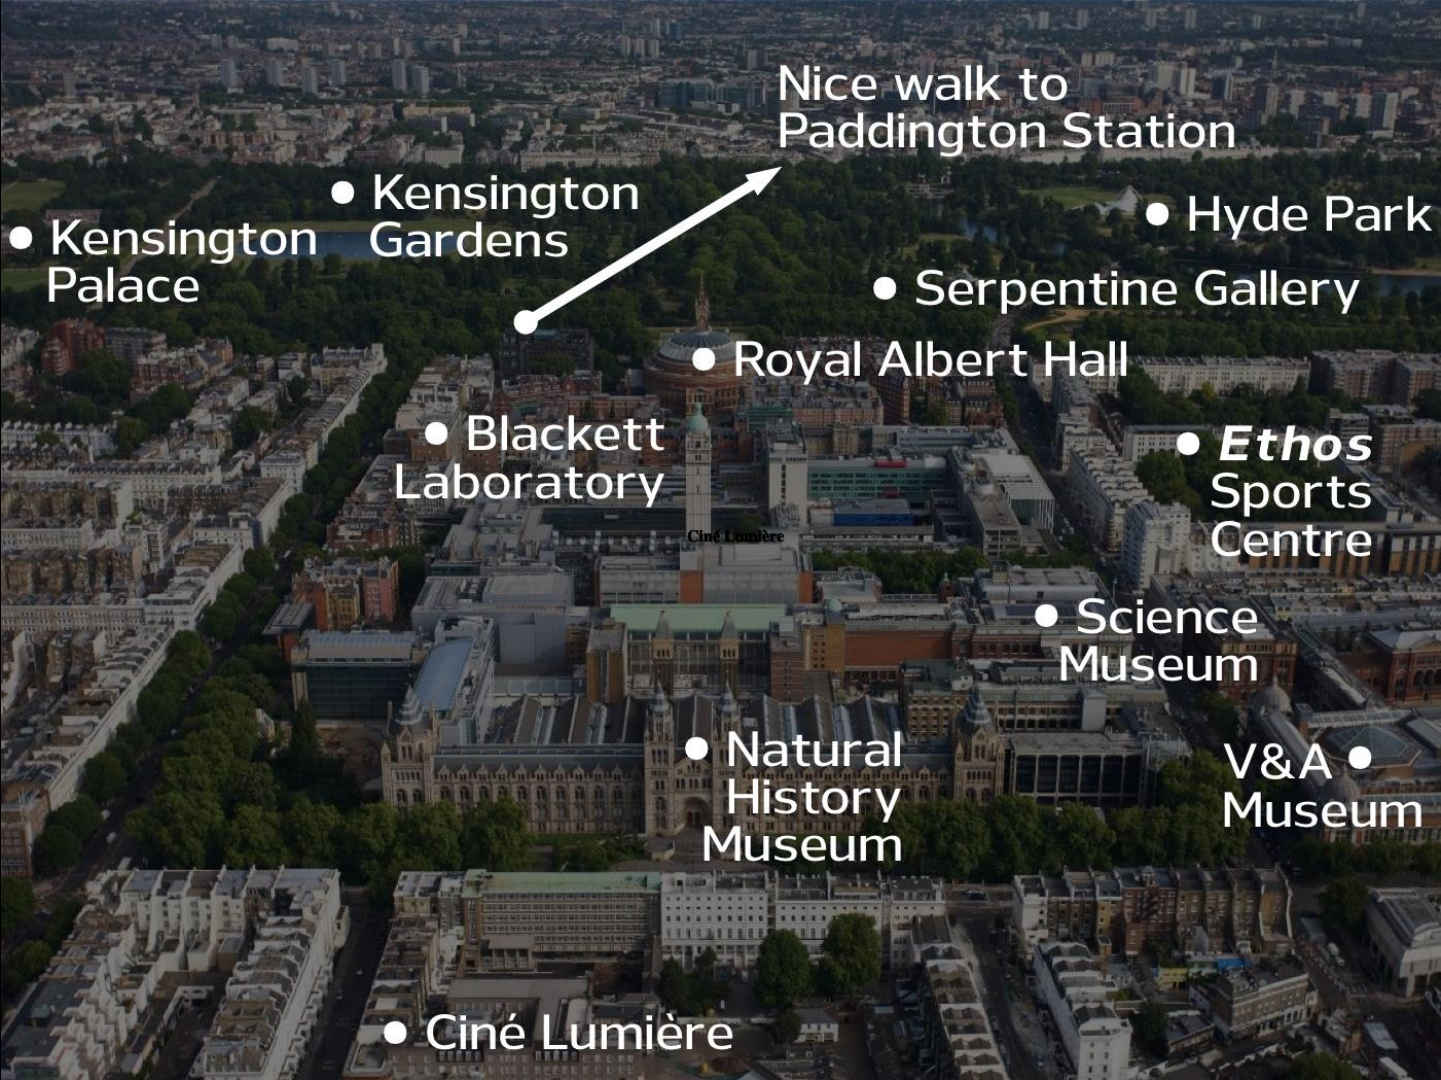 Nice walk to
Paddington Station
Kensington
Gardens
Hyde Park
Kensington
Palace
Serpentine Gallery
Royal Albert Hall
Blackett
Laboratory
Ethos
Sports
Centre
Ciné Lumière
Science
Museum
Natural
History
Museum
V&A
Museum
Ciné Lumière